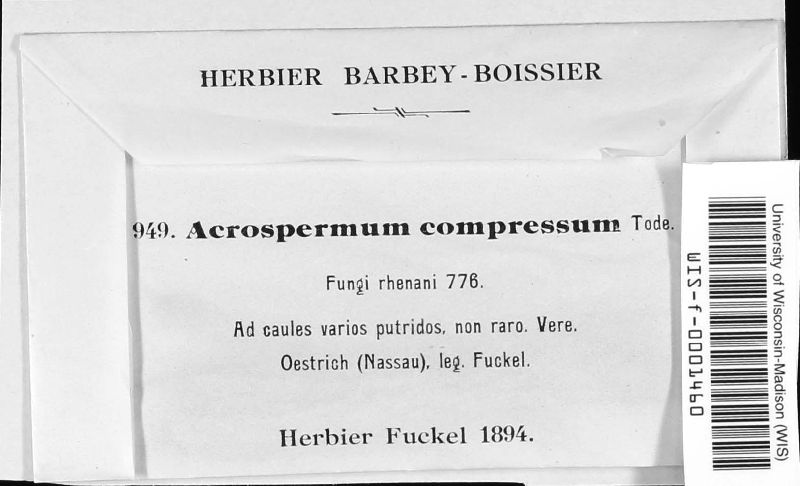 HERBIER BARBEY-BOISSIER
949. Acrospermum compressum Tode.
Fungi rhenani 776.
Ad caules varios putridos, non raro. Vere.
Oestrich (Nassau), leg. Fuckel.
Herbier Fuckel 1894.
University of Wisconsin-Madison (WIS)
WIS-f-0001460